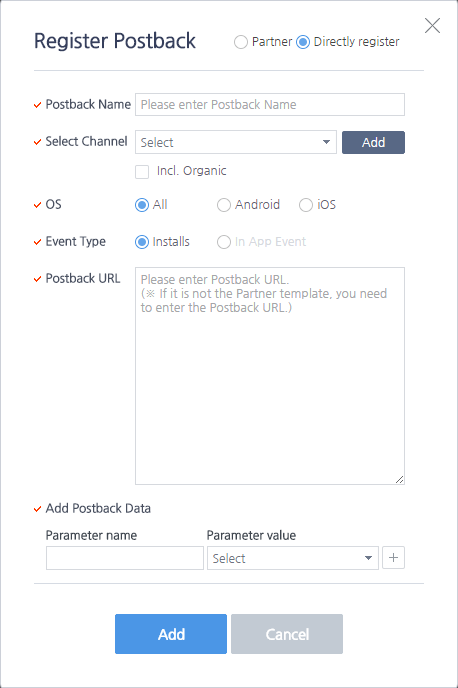 Register Postback
Partner Directly register
Postback Name Please enter Postback Name
Select Channel Select Add
Incl. Organic
OS All Android iOS
Event Type Installs In App Event
Postback URL Please enter Postback URL.
(※ If it is not the Partner template, you need
to enter the Postback URL.)
Add Postback Data
Parameter name Parameter value
Select +
Add Cancel